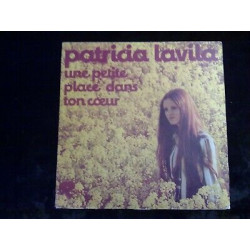 patricia lavila
une petite
place dans
ton cœur